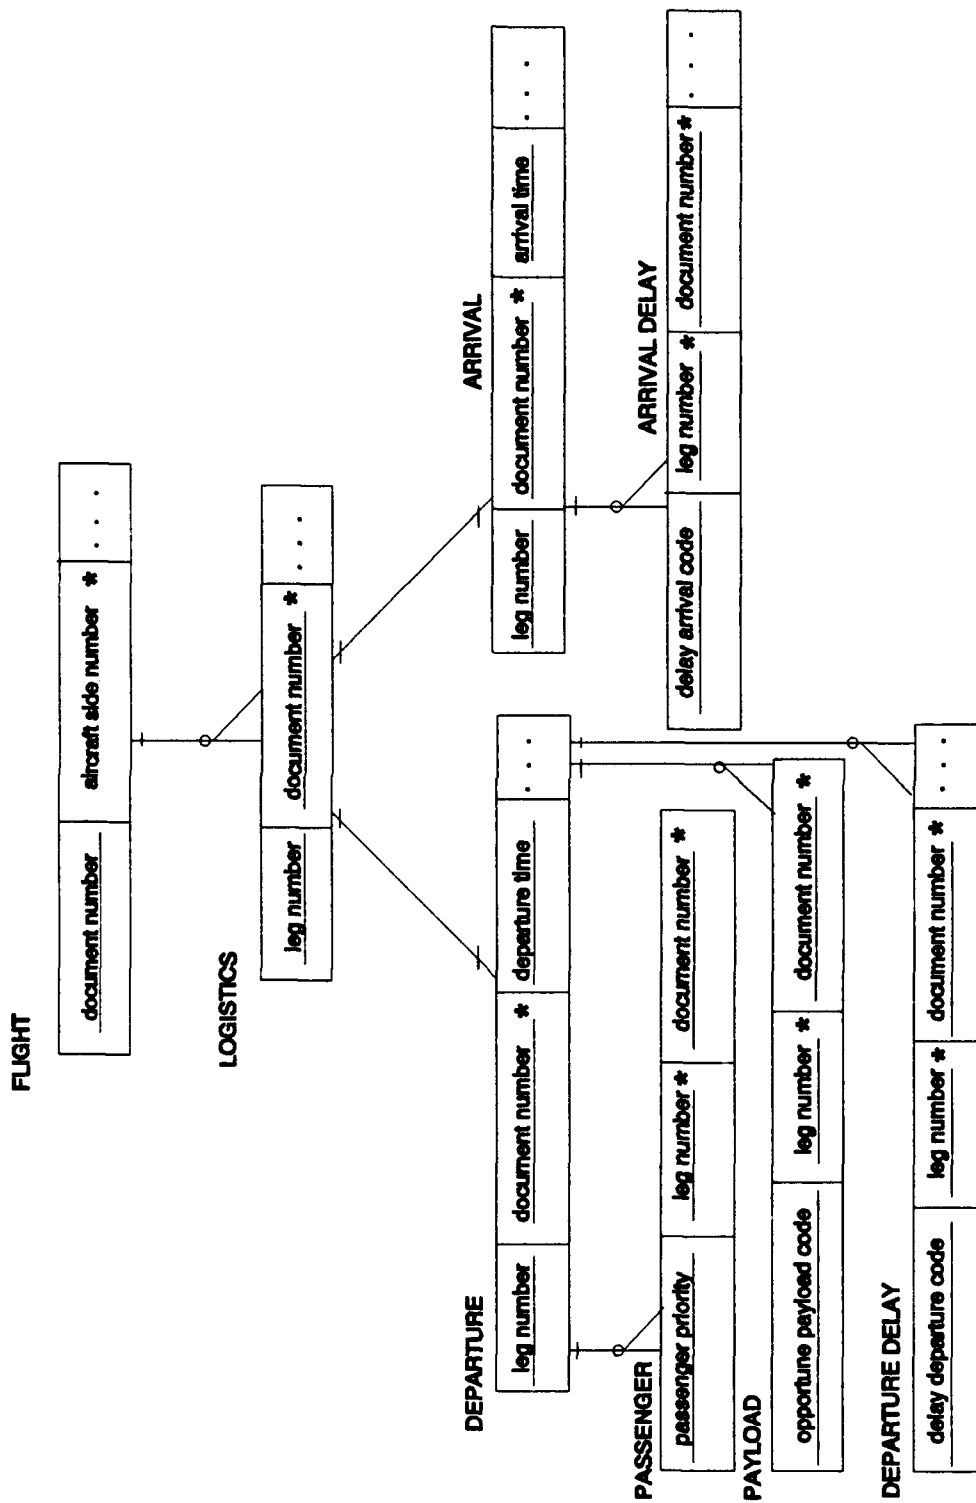 FLIGHT
document number aircraft side number * . . .
LOGISTICS
leg number document number * . . .
DEPARTURE
leg number document number * departure time . . .
ARRIVAL
leg number document number * arrival time . . .
PASSENGER
passenger priority leg number * document number *
ARRIVAL DELAY
delay arrival code leg number * document number * . . .
PAYLOAD
opportune payload code leg number * document number *
DEPARTURE DELAY
delay departure code leg number * document number * . . .